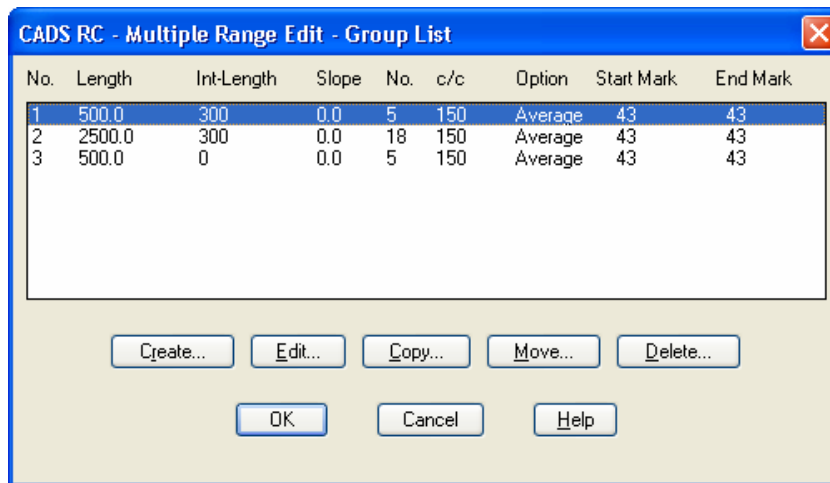 CADS RC - Multiple Range Edit - Group List
No. Length Int-Length Slope No. c/c Option Start Mark End Mark
1 500.0 300 0.0 5 150 Average 43 43
2 2500.0 300 0.0 18 150 Average 43 43
3 500.0 0 0.0 5 150 Average 43 43
Create... Edit... Copy... Move... Delete...
OK Cancel Help